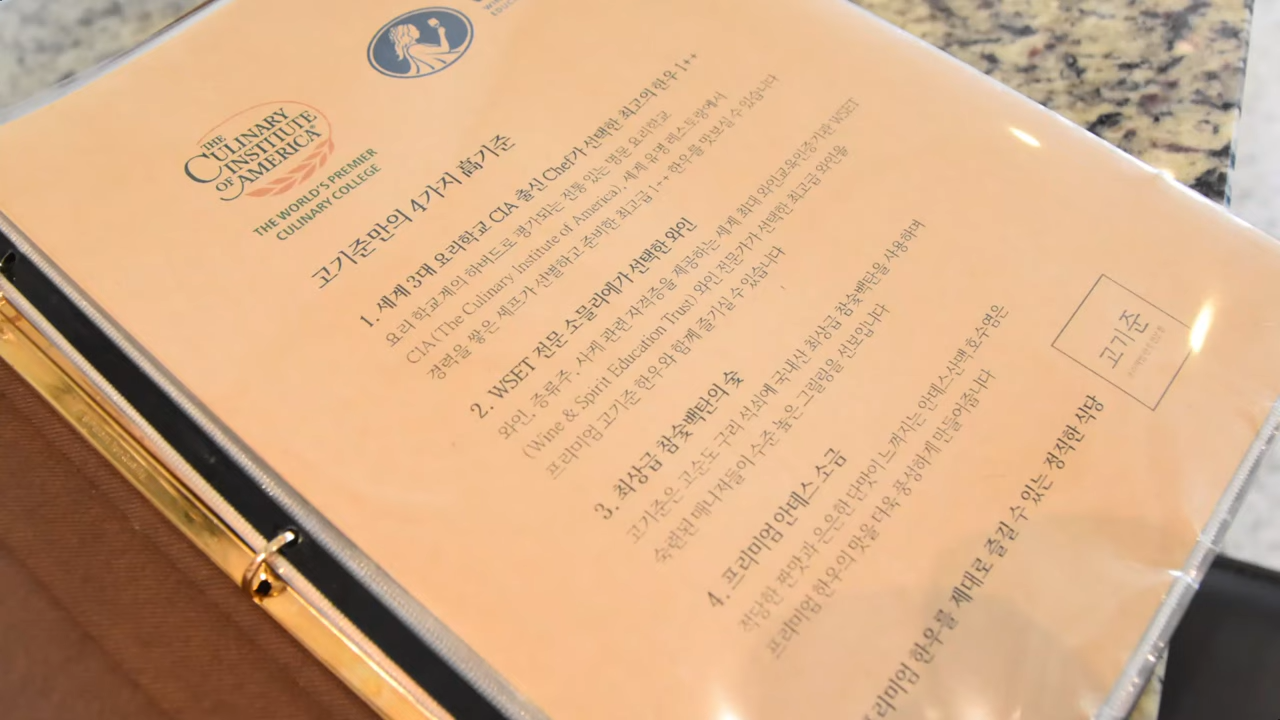 THE
CULINARY
INSTITUTE
OF AMERICA
THE WORLD'S PREMIER
CULINARY COLLEGE
고기준만의 4가지 高기준
1. 세계 3대 요리학교 CIA 출신 Chef가 선택한 최고의 한우 1++
요리 학교계의 하버드로 평가되는 전통 있는 명문 요리학교
CIA(The Culinary Institute of America), 세계 유명 레스토랑에서
경력을 쌓은 셰프가 선별하고 준비한 최고급 1++ 한우를 맛보실 수 있습니다
2. WSET 전문 소믈리에가 선택한 와인
와인, 증류주, 사케 관련 자격증을 제공하는 세계 최대 와인교육인증기관 WSET
(Wine & Spirit Education Trust) 와인 전문가가 선택한 최고급 와인을
프리미엄 고기준 한우와 함께 즐기실 수 있습니다
3. 최상급 참숯백탄의 숯
고기준은 고순도 구리 석쇠에 국내산 최상급 참숯백탄을 사용하며
숙련된 매니저들이 수준 높은 그릴링을 선보입니다
4. 프리미엄 안데스 소금
적당한 짠맛과 은은한 단맛이 느껴지는 안데스산맥 호수염은
프리미엄 한우의 맛을 더욱 풍성하게 만들어줍니다
고기준
리미엄 한우를 제대로 즐길 수 있는 정직한 식당